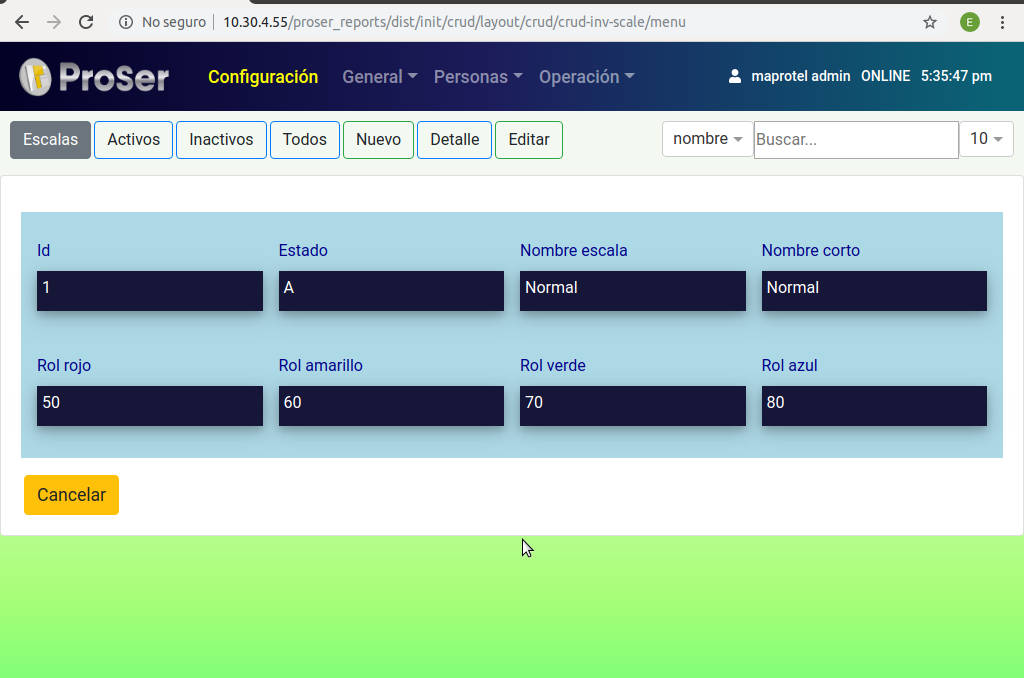 No seguro 10.30.4.55/proser_reports/dist/init/crud/layout/crud/crud-inv-scale/menu E
ProSer Configuración General Personas Operación maprotel admin ONLINE 5:35:47 pm
Escalas Activos Inactivos Todos Nuevo Detalle Editar nombre Buscar... 10
Id Estado Nombre escala Nombre corto
1 A Normal Normal
Rol rojo Rol amarillo Rol verde Rol azul
50 60 70 80
Cancelar